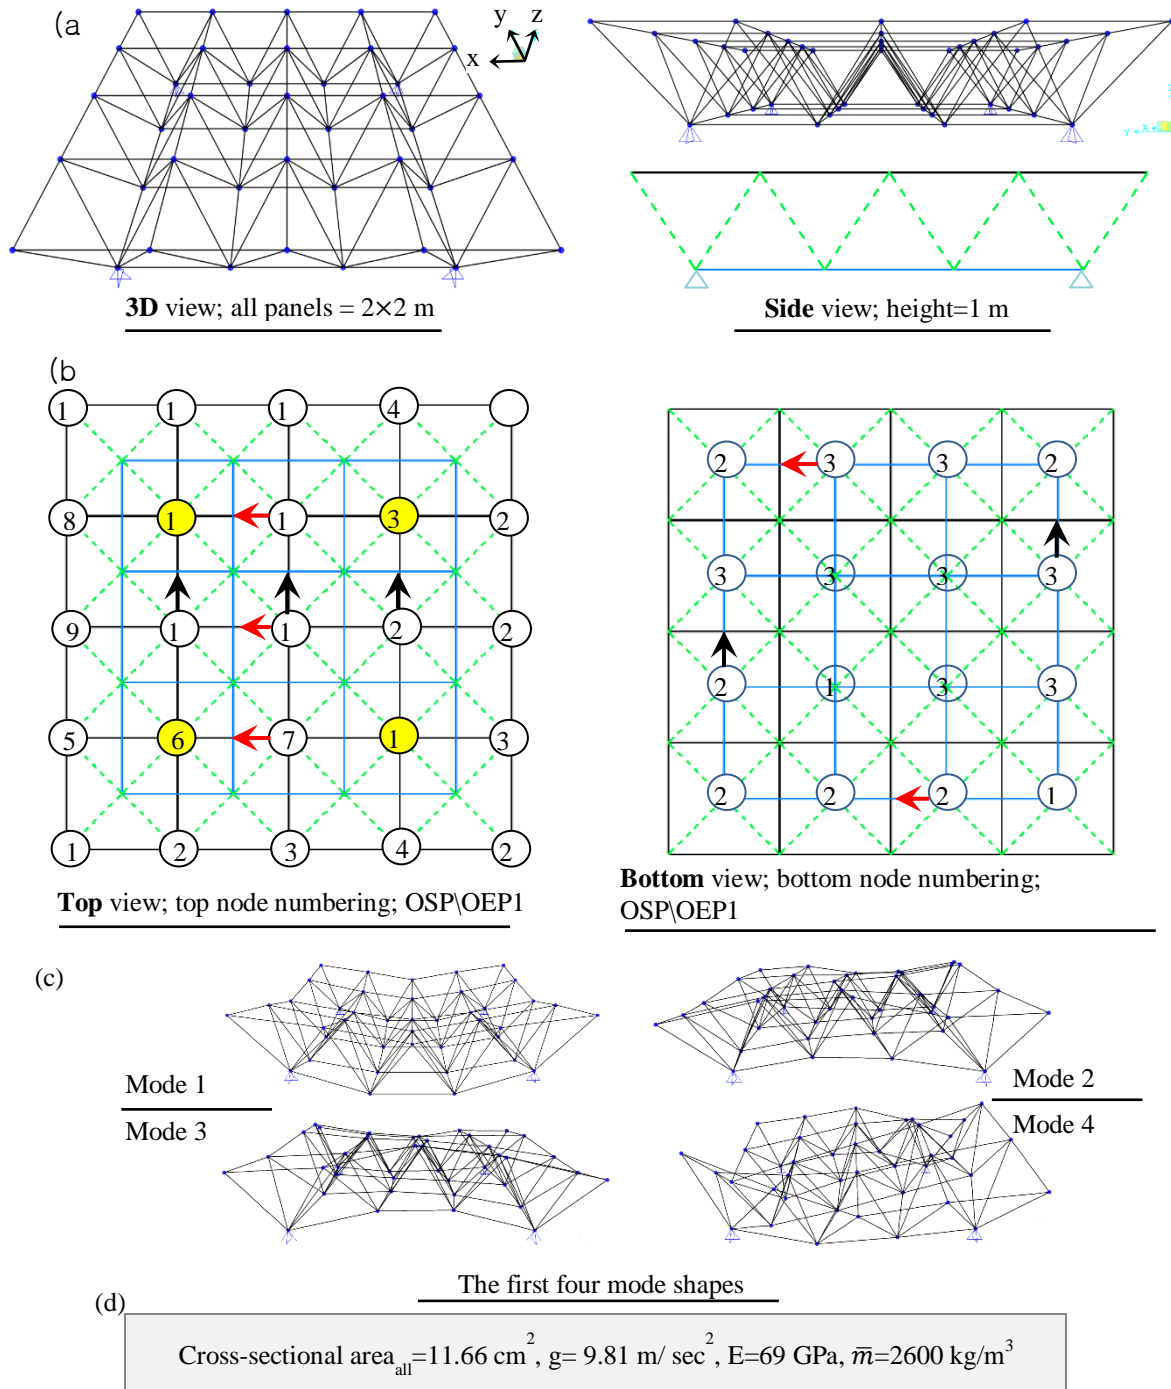 (a
y z
x
3D view; all panels = 2×2 m
Side view; height=1 m
(b
1 1 1 4
8 1 1 3 2
9 1 1 2 2
5 6 7 1 3
1 2 3 4 2
Top view; top node numbering; OSP\OEP1
2 3 3 2
3 3 3 3
2 1 3 3
2 2 2 1
Bottom view; bottom node numbering;
OSP\OEP1
(c)
Mode 1
Mode 2
Mode 3
Mode 4
The first four mode shapes
(d)
Cross-sectional area_all=11.66 cm², g= 9.81 m/ sec², E=69 GPa, m̅=2600 kg/m³